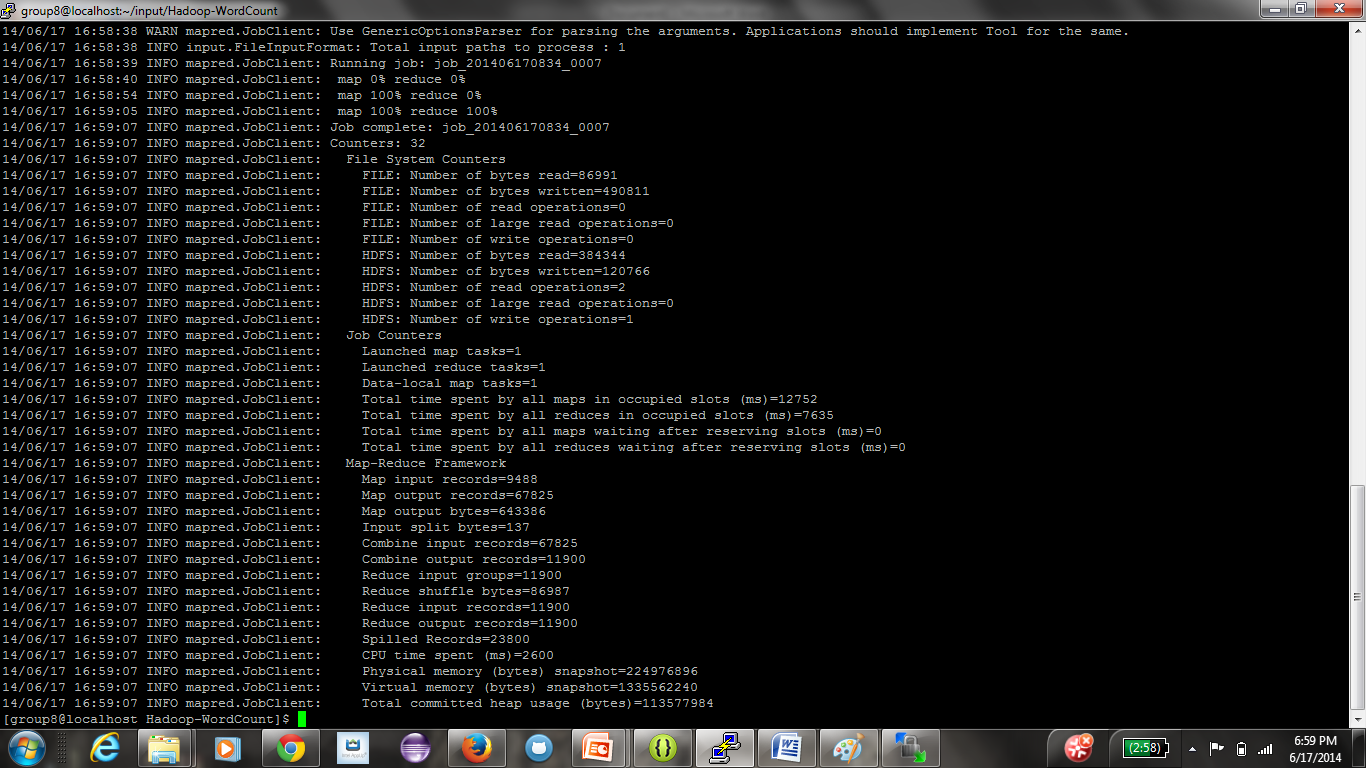 group8@localhost:~/input/Hadoop-WordCount
14/06/17 16:58:38 WARN mapred.JobClient: Use GenericOptionsParser for parsing the arguments. Applications should implement Tool for the same.
14/06/17 16:58:38 INFO input.FileInputFormat: Total input paths to process : 1
14/06/17 16:58:39 INFO mapred.JobClient: Running job: job_201406170834_0007
14/06/17 16:58:40 INFO mapred.JobClient:  map 0% reduce 0%
14/06/17 16:58:54 INFO mapred.JobClient:  map 100% reduce 0%
14/06/17 16:59:05 INFO mapred.JobClient:  map 100% reduce 100%
14/06/17 16:59:07 INFO mapred.JobClient: Job complete: job_201406170834_0007
14/06/17 16:59:07 INFO mapred.JobClient: Counters: 32
14/06/17 16:59:07 INFO mapred.JobClient:   File System Counters
14/06/17 16:59:07 INFO mapred.JobClient:     FILE: Number of bytes read=86991
14/06/17 16:59:07 INFO mapred.JobClient:     FILE: Number of bytes written=490811
14/06/17 16:59:07 INFO mapred.JobClient:     FILE: Number of read operations=0
14/06/17 16:59:07 INFO mapred.JobClient:     FILE: Number of large read operations=0
14/06/17 16:59:07 INFO mapred.JobClient:     FILE: Number of write operations=0
14/06/17 16:59:07 INFO mapred.JobClient:     HDFS: Number of bytes read=384344
14/06/17 16:59:07 INFO mapred.JobClient:     HDFS: Number of bytes written=120766
14/06/17 16:59:07 INFO mapred.JobClient:     HDFS: Number of read operations=2
14/06/17 16:59:07 INFO mapred.JobClient:     HDFS: Number of large read operations=0
14/06/17 16:59:07 INFO mapred.JobClient:     HDFS: Number of write operations=1
14/06/17 16:59:07 INFO mapred.JobClient:   Job Counters
14/06/17 16:59:07 INFO mapred.JobClient:     Launched map tasks=1
14/06/17 16:59:07 INFO mapred.JobClient:     Launched reduce tasks=1
14/06/17 16:59:07 INFO mapred.JobClient:     Data-local map tasks=1
14/06/17 16:59:07 INFO mapred.JobClient:     Total time spent by all maps in occupied slots (ms)=12752
14/06/17 16:59:07 INFO mapred.JobClient:     Total time spent by all reduces in occupied slots (ms)=7635
14/06/17 16:59:07 INFO mapred.JobClient:     Total time spent by all maps waiting after reserving slots (ms)=0
14/06/17 16:59:07 INFO mapred.JobClient:     Total time spent by all reduces waiting after reserving slots (ms)=0
14/06/17 16:59:07 INFO mapred.JobClient:   Map-Reduce Framework
14/06/17 16:59:07 INFO mapred.JobClient:     Map input records=9488
14/06/17 16:59:07 INFO mapred.JobClient:     Map output records=67825
14/06/17 16:59:07 INFO mapred.JobClient:     Map output bytes=643386
14/06/17 16:59:07 INFO mapred.JobClient:     Input split bytes=137
14/06/17 16:59:07 INFO mapred.JobClient:     Combine input records=67825
14/06/17 16:59:07 INFO mapred.JobClient:     Combine output records=11900
14/06/17 16:59:07 INFO mapred.JobClient:     Reduce input groups=11900
14/06/17 16:59:07 INFO mapred.JobClient:     Reduce shuffle bytes=86987
14/06/17 16:59:07 INFO mapred.JobClient:     Reduce input records=11900
14/06/17 16:59:07 INFO mapred.JobClient:     Reduce output records=11900
14/06/17 16:59:07 INFO mapred.JobClient:     Spilled Records=23800
14/06/17 16:59:07 INFO mapred.JobClient:     CPU time spent (ms)=2600
14/06/17 16:59:07 INFO mapred.JobClient:     Physical memory (bytes) snapshot=224976896
14/06/17 16:59:07 INFO mapred.JobClient:     Virtual memory (bytes) snapshot=1335562240
14/06/17 16:59:07 INFO mapred.JobClient:     Total committed heap usage (bytes)=113577984
[group8@localhost Hadoop-WordCount]$
(2:58)
6:59 PM
6/17/2014